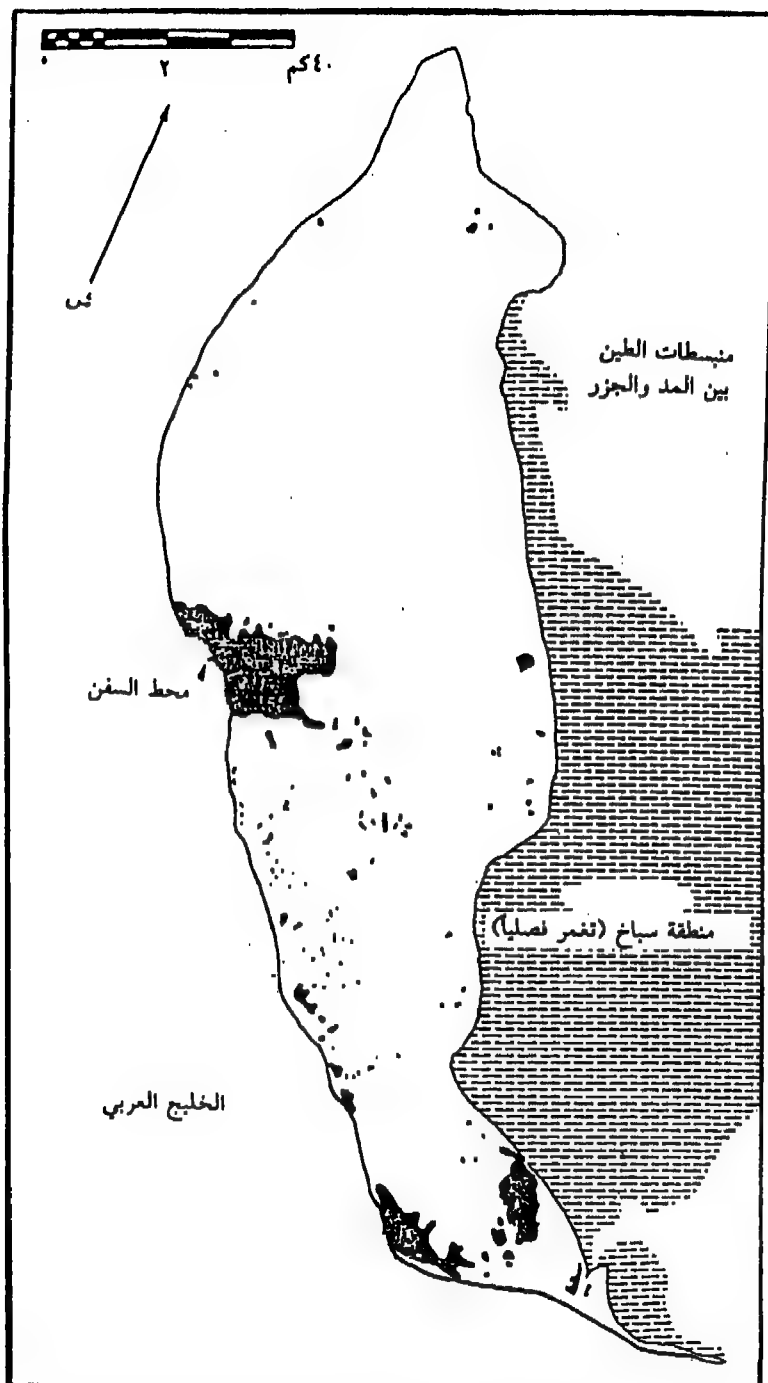 ٠ ٢ ٤٠كم
ش
منبسطات الطين
بين المد والجزر
محط السفن
منطقة سباخ (تغمر فصلياً)
الخليج العربي